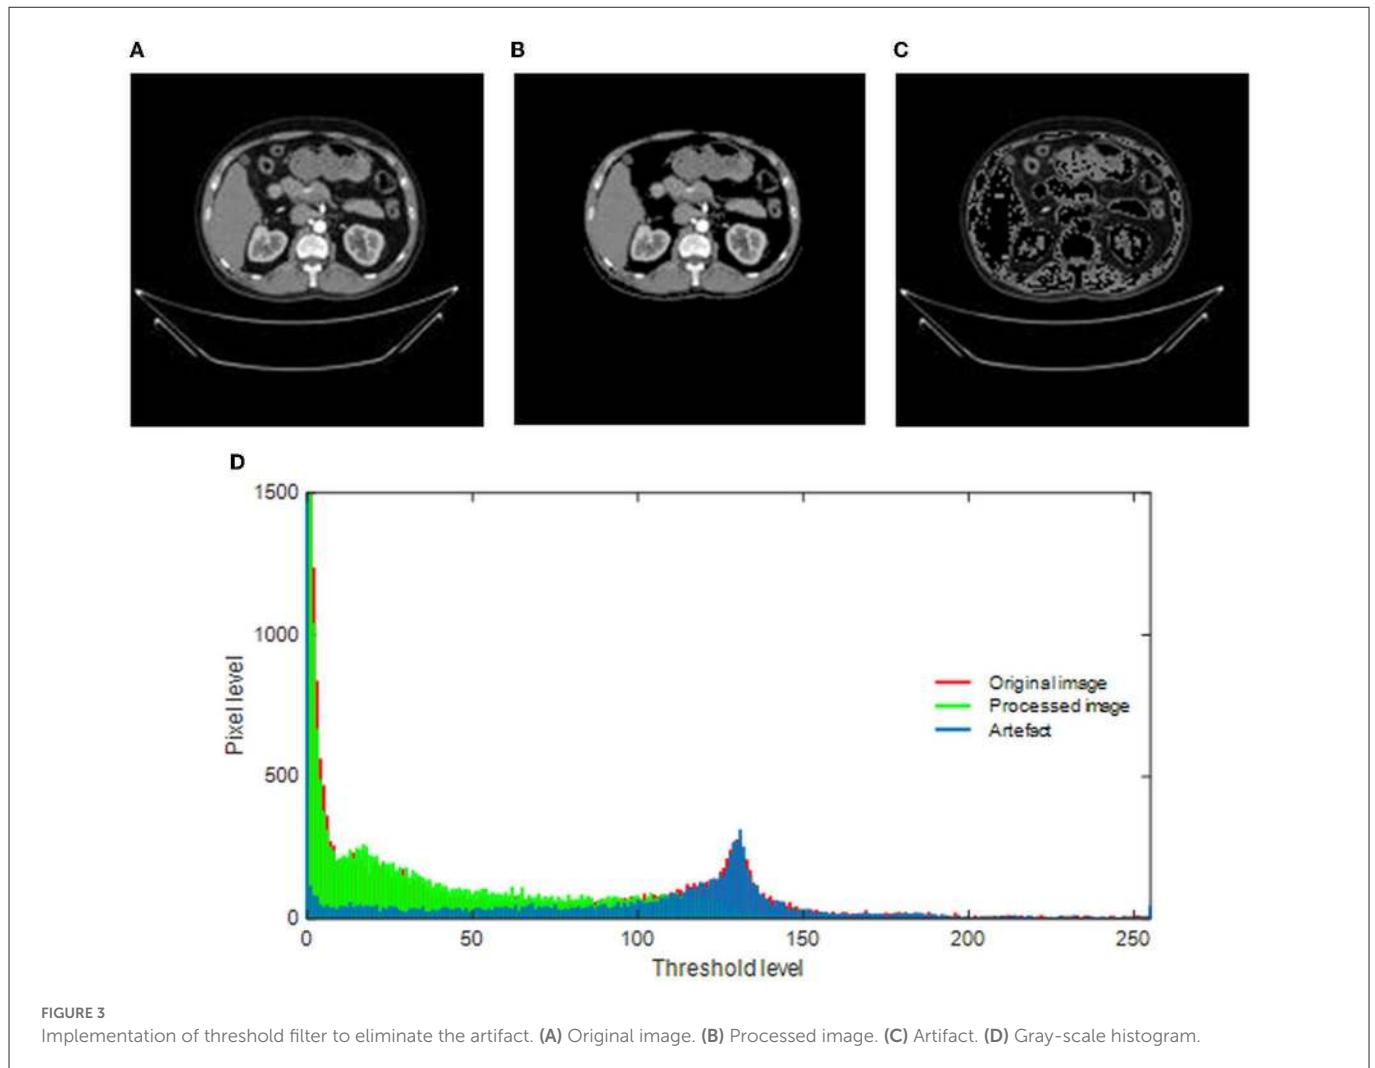 A
B
C
D
1500
1000
500
0
Pixel level
Original image
Processed image
Artefact
0 50 100 150 200 250
Threshold level
FIGURE 3
Implementation of threshold filter to eliminate the artifact. (A) Original image. (B) Processed image. (C) Artifact. (D) Gray-scale histogram.